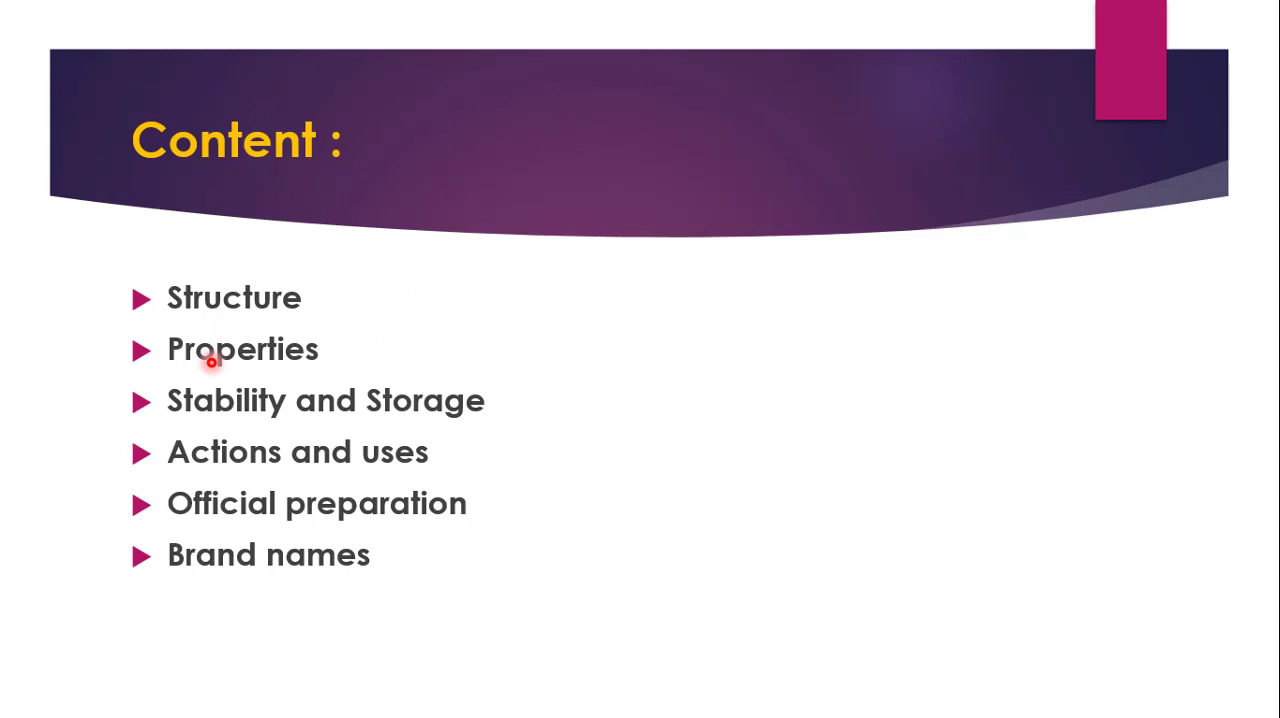 Content :
Structure
Properties
Stability and Storage
Actions and uses
Official preparation
Brand names